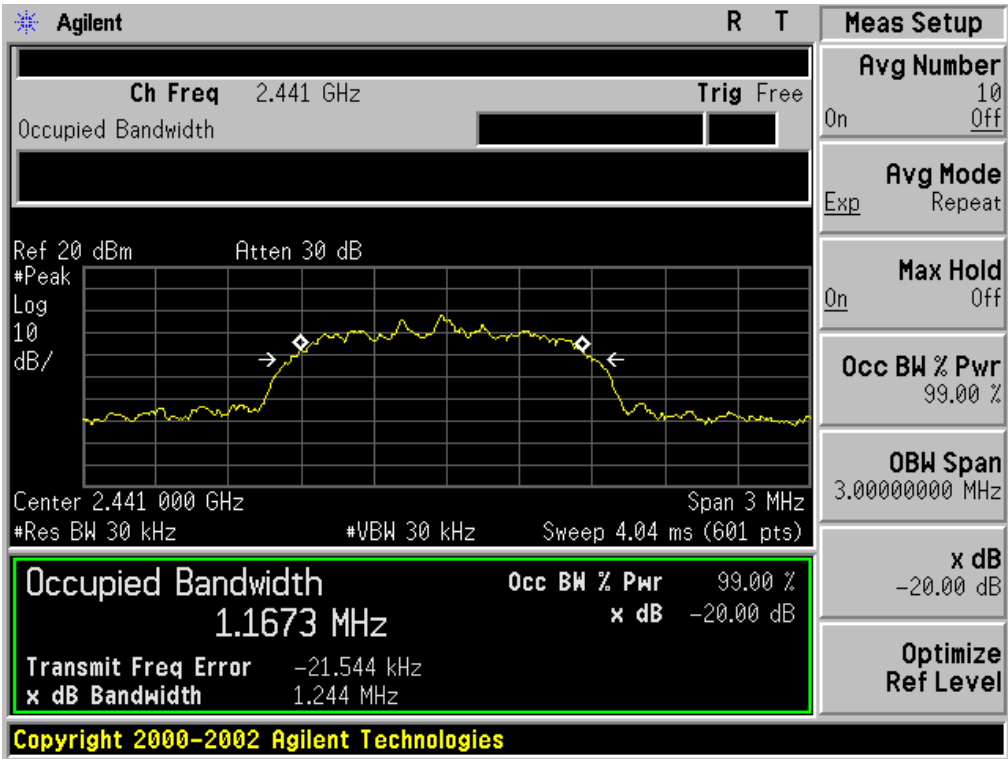 Agilent R T
Ch Freq 2.441 GHz Trig Free
Occupied Bandwidth
Ref 20 dBm Atten 30 dB
#Peak
Log
10
dB/
Center 2.441 000 GHz Span 3 MHz
#Res BW 30 kHz #VBW 30 kHz Sweep 4.04 ms (601 pts)
Occupied Bandwidth Occ BW % Pwr 99.00 %
1.1673 MHz x dB -20.00 dB
Transmit Freq Error -21.544 kHz
x dB Bandwidth 1.244 MHz
Copyright 2000-2002 Agilent Technologies
Meas Setup
Avg Number
10
On Off
Avg Mode
Exp Repeat
Max Hold
On Off
Occ BW % Pwr
99.00 %
OBW Span
3.00000000 MHz
x dB
-20.00 dB
Optimize
Ref Level